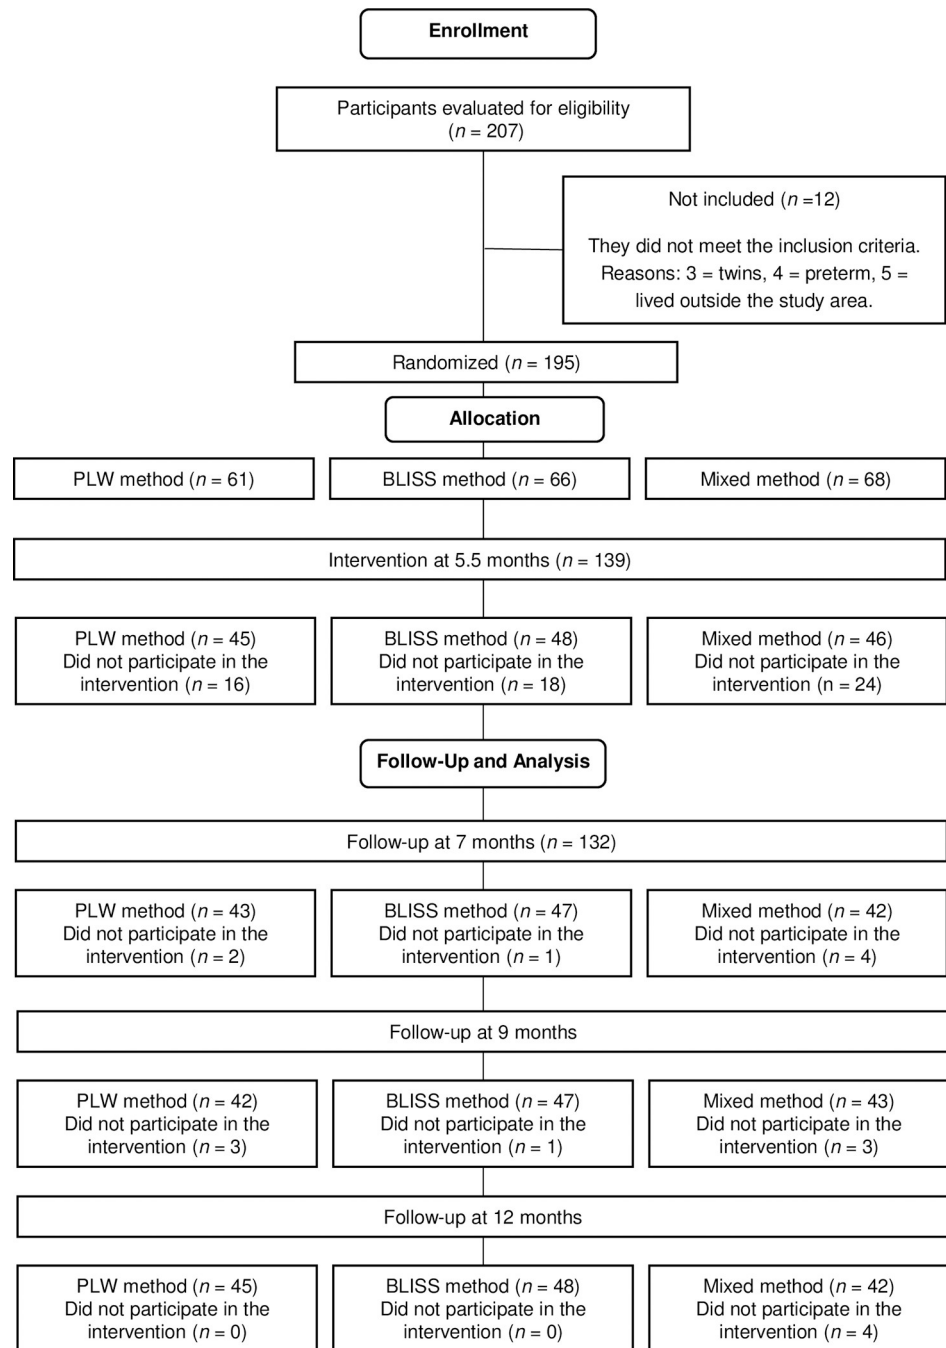 Enrollment
Participants evaluated for eligibility
(n = 207)
Not included (n =12)
They did not meet the inclusion criteria.
Reasons: 3 = twins, 4 = preterm, 5 =
lived outside the study area.
Randomized (n = 195)
Allocation
PLW method (n = 61)
BLISS method (n = 66)
Mixed method (n = 68)
Intervention at 5.5 months (n = 139)
PLW method (n = 45)
Did not participate in the
intervention (n = 16)
BLISS method (n = 48)
Did not participate in the
intervention (n = 18)
Mixed method (n = 46)
Did not participate in the
intervention (n = 24)
Follow-Up and Analysis
Follow-up at 7 months (n = 132)
PLW method (n = 43)
Did not participate in the
intervention (n = 2)
BLISS method (n = 47)
Did not participate in the
intervention (n = 1)
Mixed method (n = 42)
Did not participate in the
intervention (n = 4)
Follow-up at 9 months
PLW method (n = 42)
Did not participate in the
intervention (n = 3)
BLISS method (n = 47)
Did not participate in the
intervention (n = 1)
Mixed method (n = 43)
Did not participate in the
intervention (n = 3)
Follow-up at 12 months
PLW method (n = 45)
Did not participate in the
intervention (n = 0)
BLISS method (n = 48)
Did not participate in the
intervention (n = 0)
Mixed method (n = 42)
Did not participate in the
intervention (n = 4)